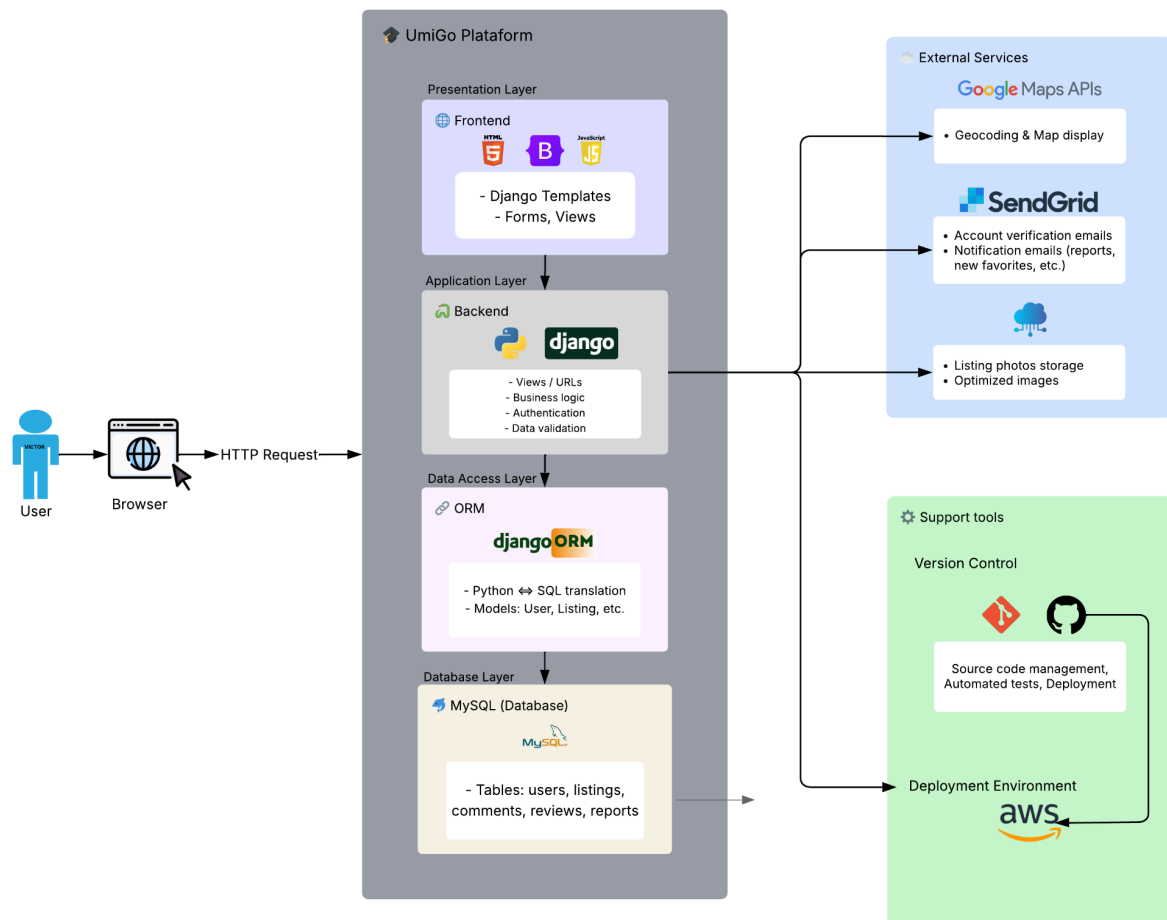 UmiGo Plataform
Presentation Layer
Frontend
HTML
5
B
JavaScript
JS
- Django Templates
- Forms, Views
Application Layer
Backend
django
- Views / URLs
- Business logic
- Authentication
- Data validation
Data Access Layer
ORM
djangoORM
- Python ⇔ SQL translation
- Models: User, Listing, etc.
Database Layer
MySQL (Database)
MySQL
- Tables: users, listings,
comments, reviews, reports
VICTOR
User
Browser
HTTP Request
External Services
Google Maps APIs
• Geocoding & Map display
SendGrid
• Account verification emails
• Notification emails (reports,
new favorites, etc.)
• Listing photos storage
• Optimized images
Support tools
Version Control
Source code management,
Automated tests, Deployment
Deployment Environment
aws